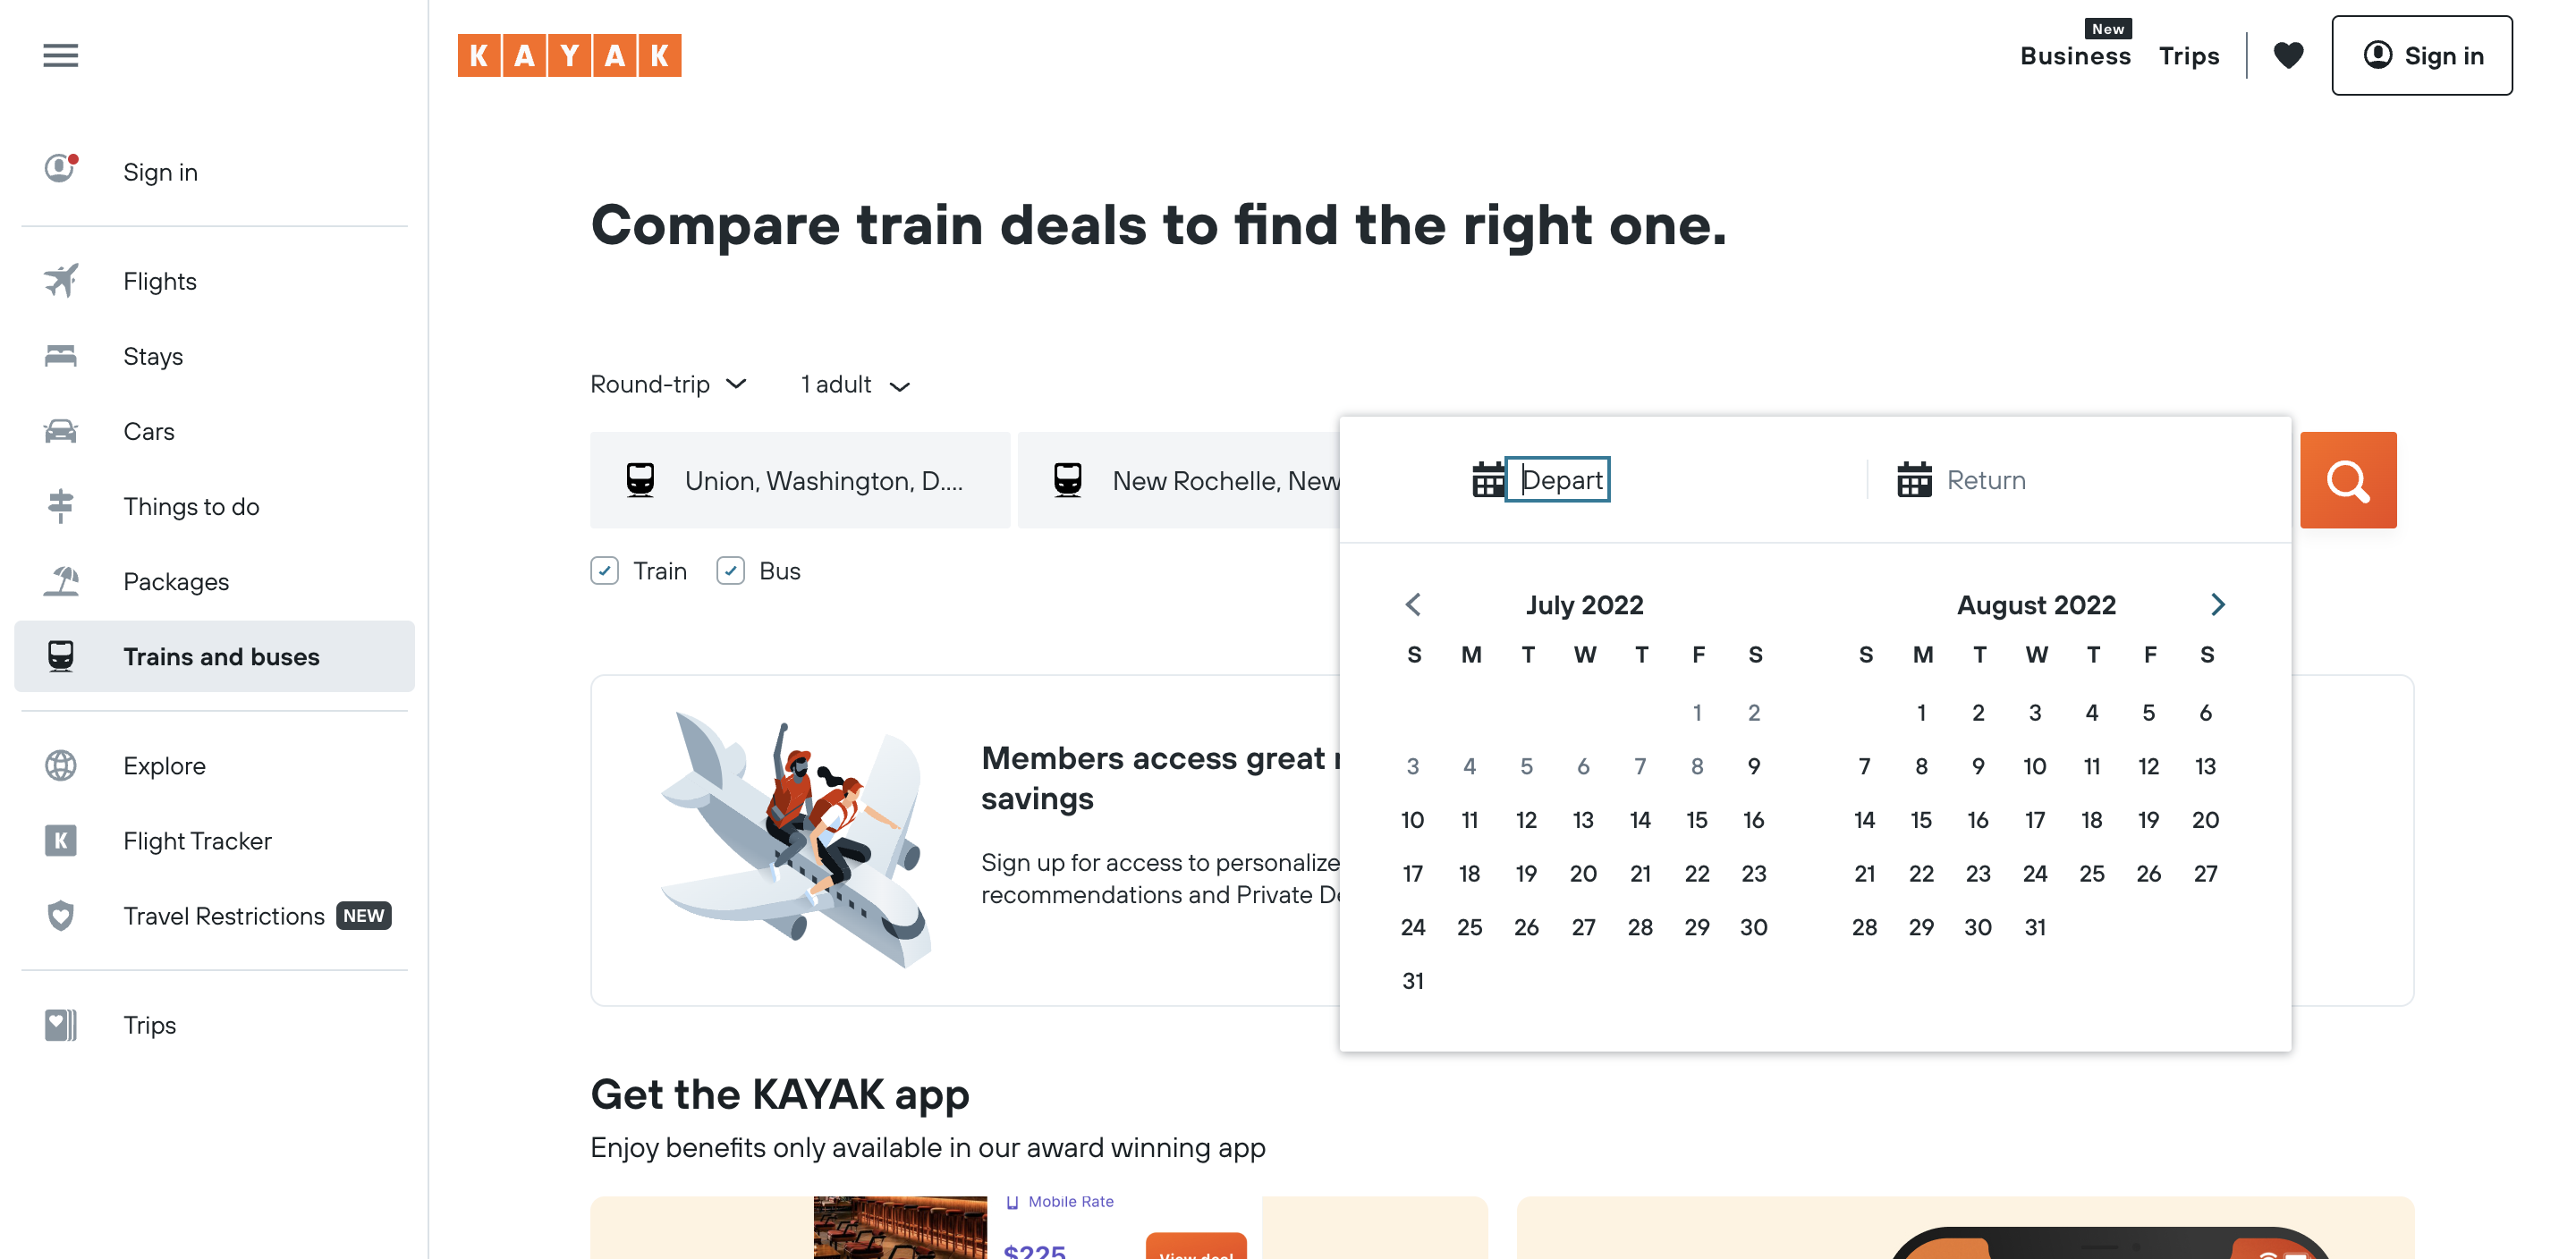 KAYAK
New
Business
Trips
Sign in
Sign in
Flights
Stays
Cars
Things to do
Packages
Trains and buses
Explore
K
Flight Tracker
Travel Restrictions NEW
Trips
Compare train deals to find the right one.
Round-trip
1 adult
Union, Washington, D....
New Rochelle, New
Depart
Return
Train
Bus
July 2022
S M T W T F S
1 2
3 4 5 6 7 8 9
10 11 12 13 14 15 16
17 18 19 20 21 22 23
24 25 26 27 28 29 30
31
August 2022
S M T W T F S
1 2 3 4 5 6
7 8 9 10 11 12 13
14 15 16 17 18 19 20
21 22 23 24 25 26 27
28 29 30 31
Members access great
savings
Sign up for access to personalize
recommendations and Private
Get the KAYAK app
Enjoy benefits only available in our award winning app
Mobile Rate
$225
View deal